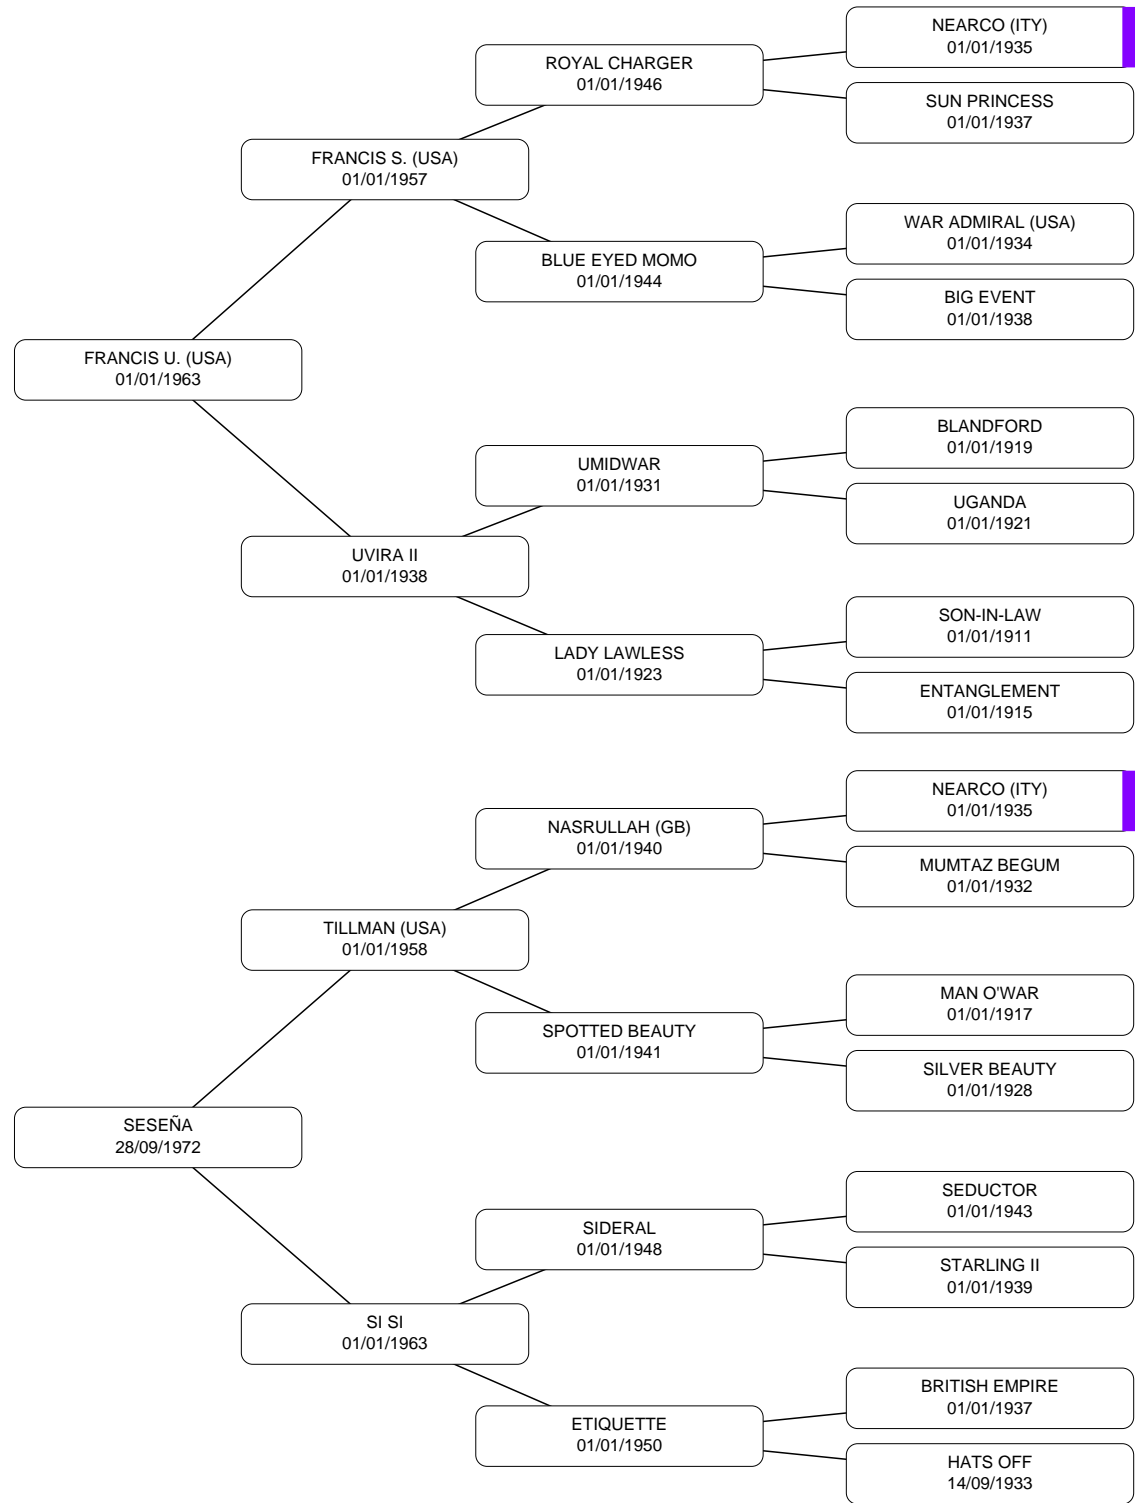 NEARCO (ITY)
01/01/1935
ROYAL CHARGER
01/01/1946
SUN PRINCESS
01/01/1937
FRANCIS S. (USA)
01/01/1957
WAR ADMIRAL (USA)
01/01/1934
BLUE EYED MOMO
01/01/1944
BIG EVENT
01/01/1938
FRANCIS U. (USA)
01/01/1963
BLANDFORD
01/01/1919
UMIDWAR
01/01/1931
UGANDA
01/01/1921
UVIRA II
01/01/1938
SON-IN-LAW
01/01/1911
LADY LAWLESS
01/01/1923
ENTANGLEMENT
01/01/1915
NEARCO (ITY)
01/01/1935
NASRULLAH (GB)
01/01/1940
MUMTAZ BEGUM
01/01/1932
TILLMAN (USA)
01/01/1958
MAN O'WAR
01/01/1917
SPOTTED BEAUTY
01/01/1941
SILVER BEAUTY
01/01/1928
SESEÑA
28/09/1972
SEDUCTOR
01/01/1943
SIDERAL
01/01/1948
STARLING II
01/01/1939
SI SI
01/01/1963
BRITISH EMPIRE
01/01/1937
ETIQUETTE
01/01/1950
HATS OFF
14/09/1933